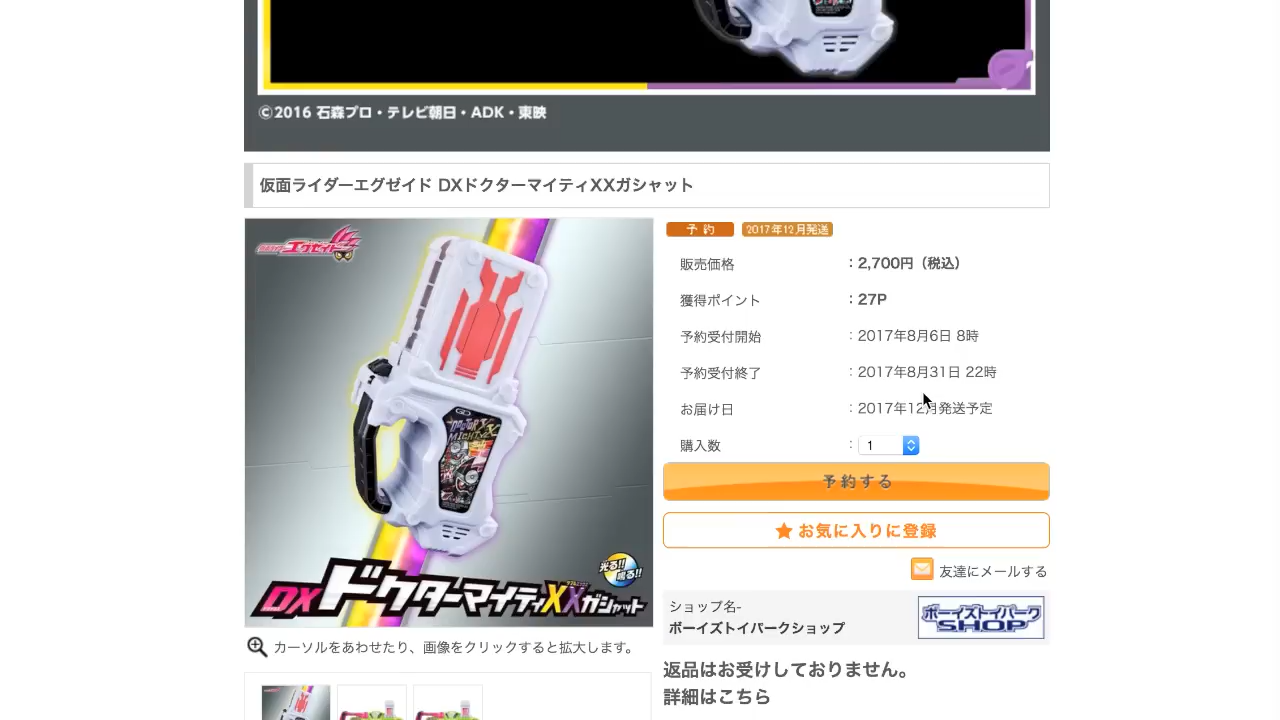 ©2016 石森プロ・テレビ朝日・ADK・東映
仮面ライダーエグゼイド DXドクターマイティXXガシャット
予約 2017年12月発送
販売価格 : 2,700円（税込）
獲得ポイント : 27P
予約受付開始 : 2017年8月6日 8時
予約受付終了 : 2017年8月31日 22時
お届け日 : 2017年12月発送予定
購入数 : 1
予約する
★ お気に入りに登録
友達にメールする
ショップ名-
ボーイズトイパークショップ
ボーイズトイパーク
SHOP
返品はお受けしておりません。
詳細はこちら
エグゼイド
DOCTOR
MIGHTY XX
光る!!
鳴る!!
DXドクターマイティXXガシャット
カーソルをあわせたり、画像をクリックすると拡大します。